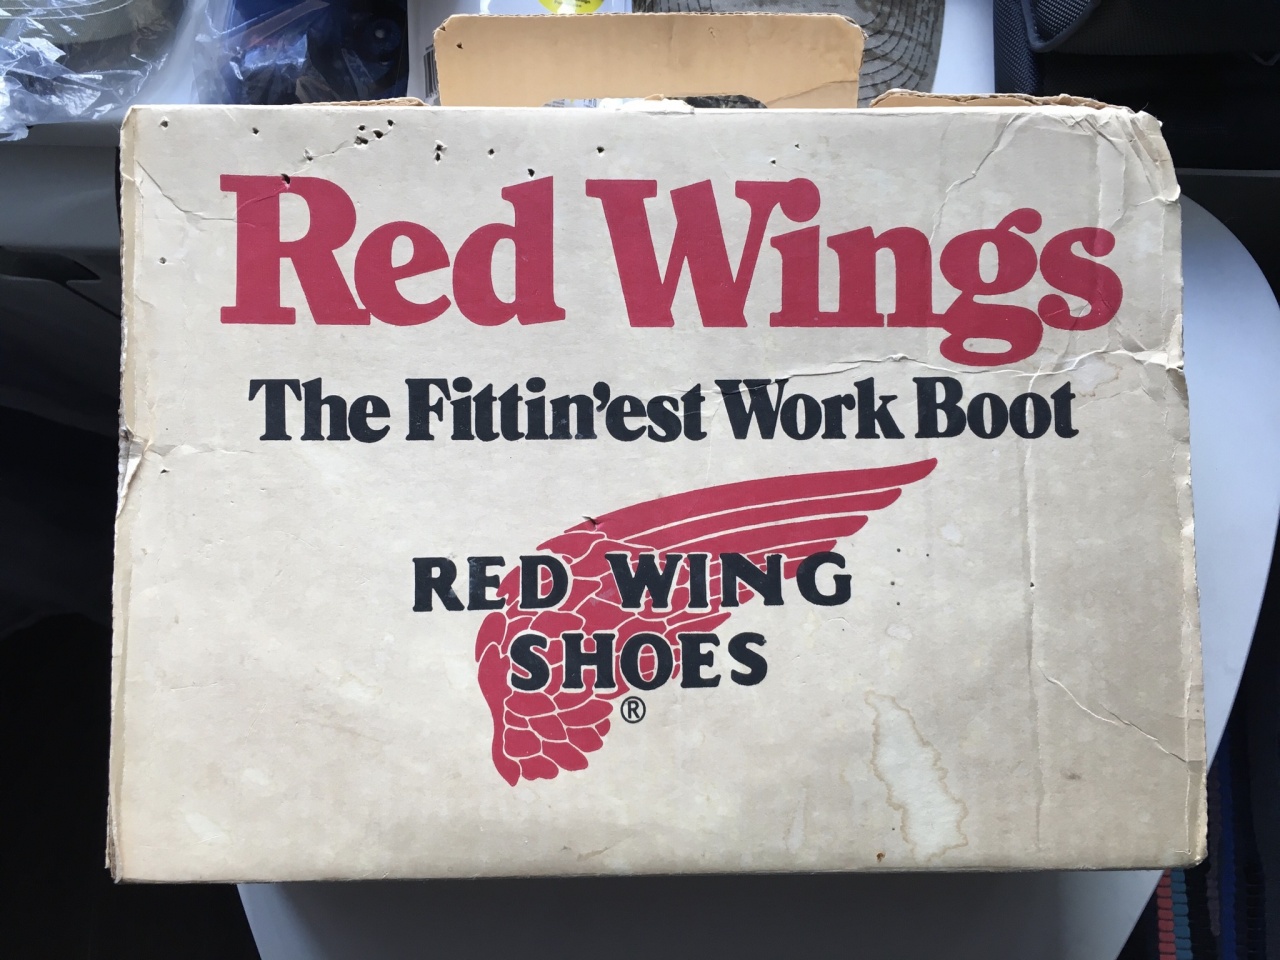 Red Wings
The Fittin'est Work Boot
RED WING
SHOES
®